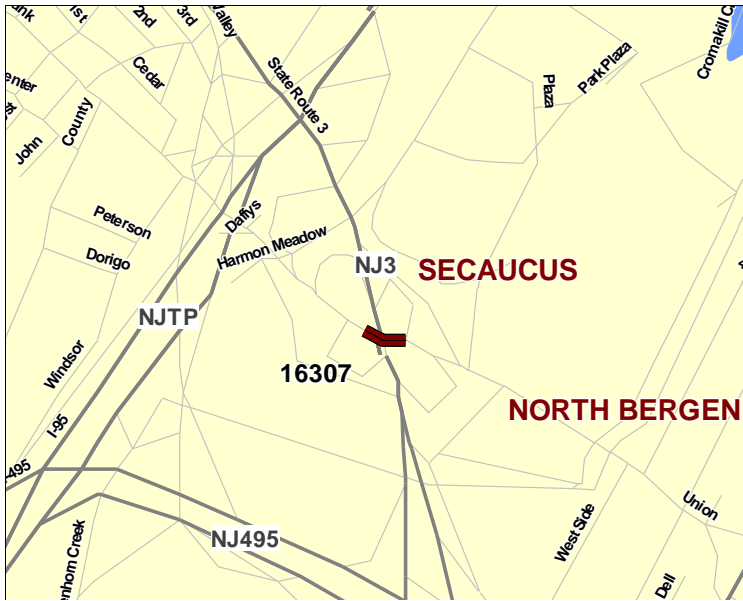 2nd
3rd
Valley
Cedar
State Route 3
Cromakill C
Park Plaza
Plaza
County
John
Peterson
Dorigo
Daffys
Harmon Meadow
NJ3
SECAUCUS
NJTP
Windsor
16307
NORTH BERGEN
I-95
-495
NJ495
West Side
Union
enhorn Creek
Dell